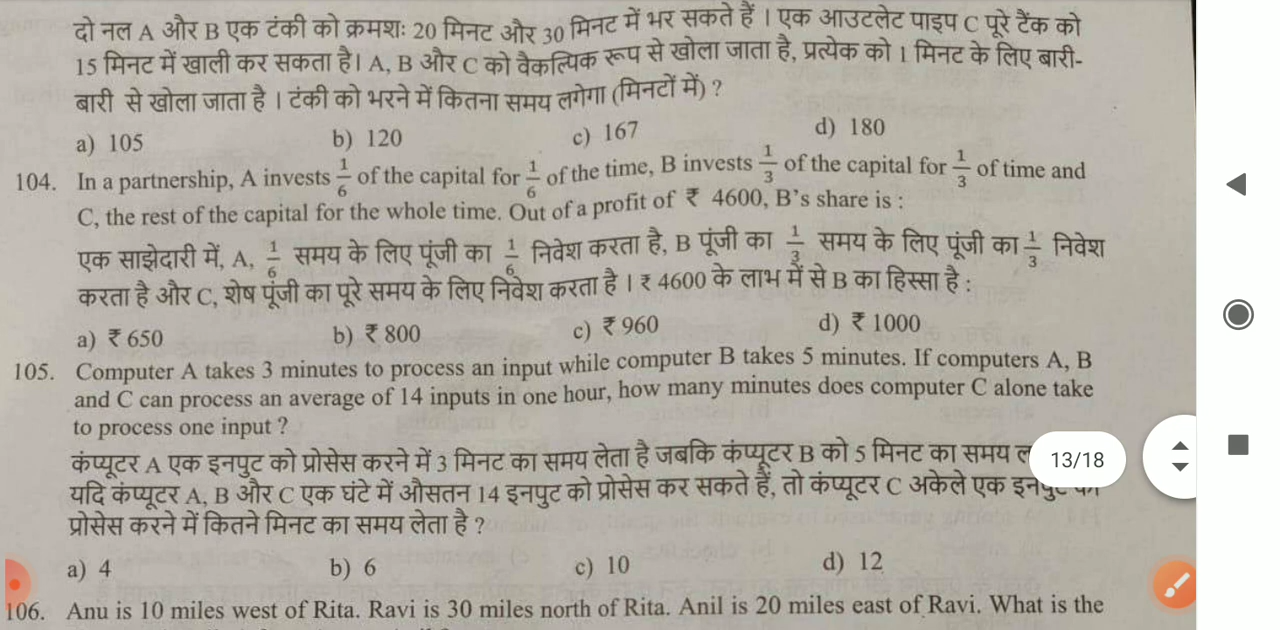 दो नल A और B एक टंकी को क्रमशः 20 मिनट और 30 मिनट में भर सकते हैं । एक आउटलेट पाइप C पूरे टैंक को
15 मिनट में खाली कर सकता है। A, B और C को वैकल्पिक रूप से खोला जाता है, प्रत्येक को 1 मिनट के लिए बारी-
बारी से खोला जाता है । टंकी को भरने में कितना समय लगेगा (मिनटों में) ?
a) 105 b) 120 c) 167 d) 180
104. In a partnership, A invests 1/6 of the capital for 1/6 of the time, B invests 1/3 of the capital for 1/3 of time and
C, the rest of the capital for the whole time. Out of a profit of ₹ 4600, B's share is :
एक साझेदारी में, A, 1/6 समय के लिए पूंजी का 1/6 निवेश करता है, B पूंजी का 1/3 समय के लिए पूंजी का 1/3 निवेश
करता है और C, शेष पूंजी का पूरे समय के लिए निवेश करता है । ₹ 4600 के लाभ में से B का हिस्सा है :
a) ₹ 650 b) ₹ 800 c) ₹ 960 d) ₹ 1000
105. Computer A takes 3 minutes to process an input while computer B takes 5 minutes. If computers A, B
and C can process an average of 14 inputs in one hour, how many minutes does computer C alone take
to process one input ?
कंप्यूटर A एक इनपुट को प्रोसेस करने में 3 मिनट का समय लेता है जबकि कंप्यूटर B को 5 मिनट का समय
13/18
यदि कंप्यूटर A, B और C एक घंटे में औसतन 14 इनपुट को प्रोसेस कर सकते हैं, तो कंप्यूटर C अकेले एक
प्रोसेस करने में कितने मिनट का समय लेता है ?
a) 4 b) 6 c) 10 d) 12
106. Anu is 10 miles west of Rita. Ravi is 30 miles north of Rita. Anil is 20 miles east of Ravi. What is the